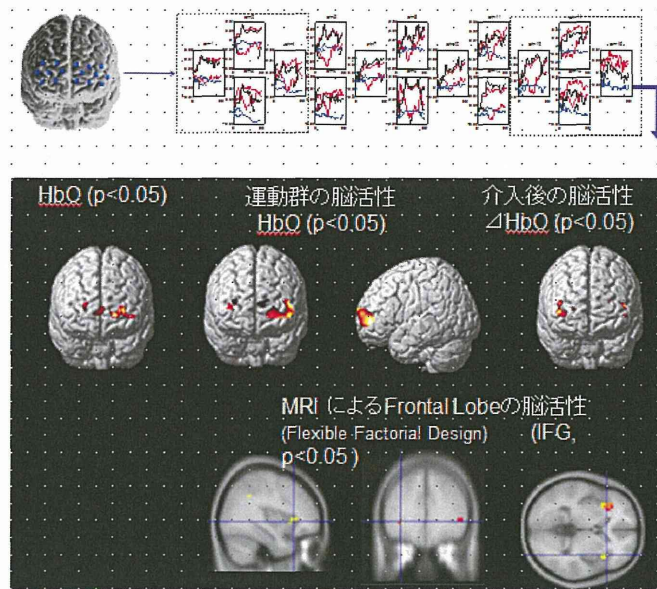 HbO (p<0.05)
運動群の脳活性
HbO (p<0.05)
介入後の脳活性
⊿HbO (p<0.05)
MRI によるFrontal Lobeの脳活性
(Flexible Factorial Design) (IFG,
p<0.05 )